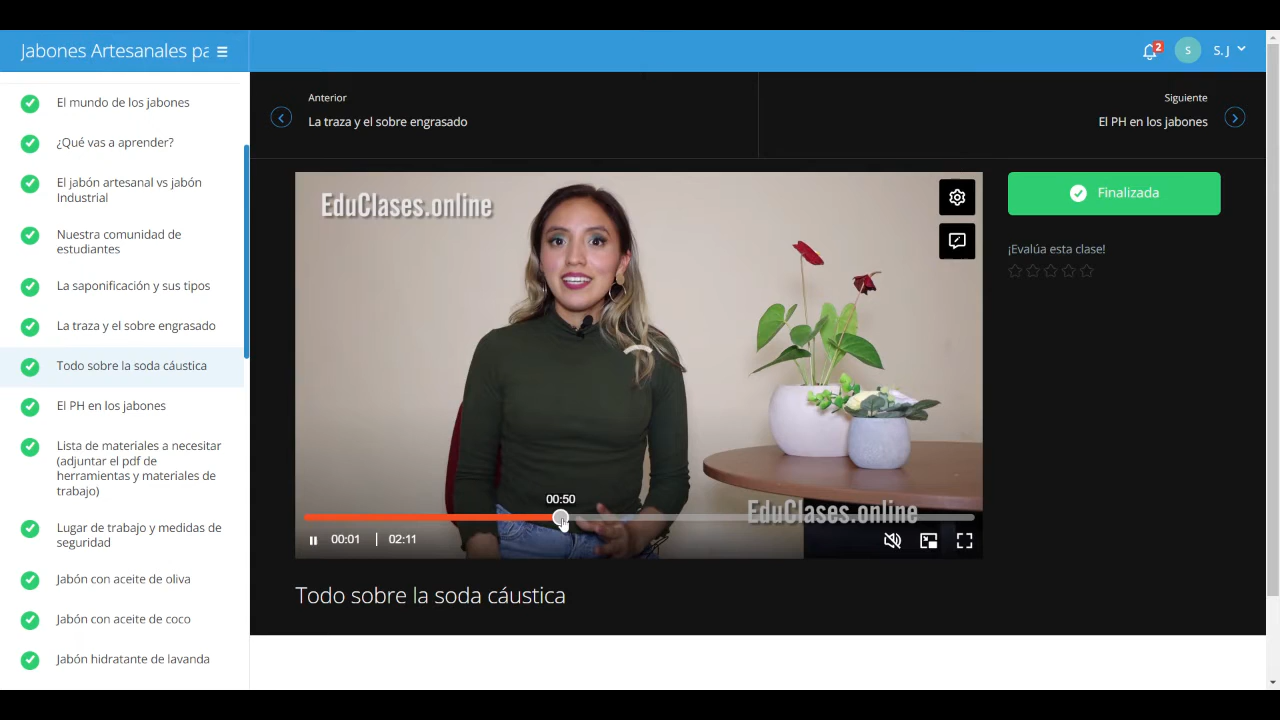 Jabones Artesanales pa
2
S
S. J
El mundo de los jabones
¿Qué vas a aprender?
El jabón artesanal vs jabón
Industrial
Nuestra comunidad de
estudiantes
La saponificación y sus tipos
La traza y el sobre engrasado
Todo sobre la soda cáustica
El PH en los jabones
Lista de materiales a necesitar
(adjuntar el pdf de
herramientas y materiales de
trabajo)
Lugar de trabajo y medidas de
seguridad
Jabón con aceite de oliva
Jabón con aceite de coco
Jabón hidratante de lavanda
Anterior
La traza y el sobre engrasado
Siguiente
El PH en los jabones
EduClases.online
Finalizada
¡Evalúa esta clase!
00:50
EduClases.online
00:01
02:11
Todo sobre la soda cáustica